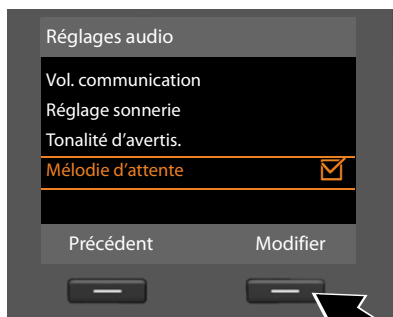 Réglages audio
Vol. communication
Réglage sonnerie
Tonalité d'avertis.
Mélodie d'attente
Précédent Modifier